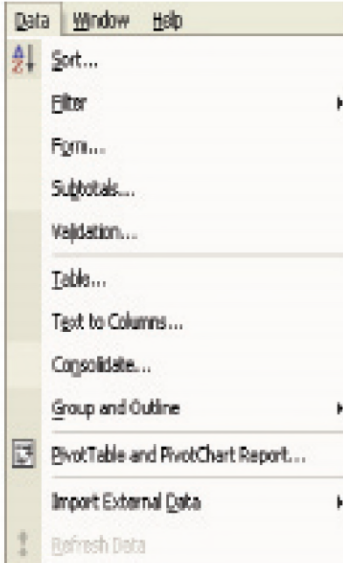 Data Window Help
Sort...
Filter
Form...
Subtotals...
Validation...
Table...
Text to Columns...
Consolidate...
Group and Outline
PivotTable and PivotChart Report...
Import External Data
Refresh Data